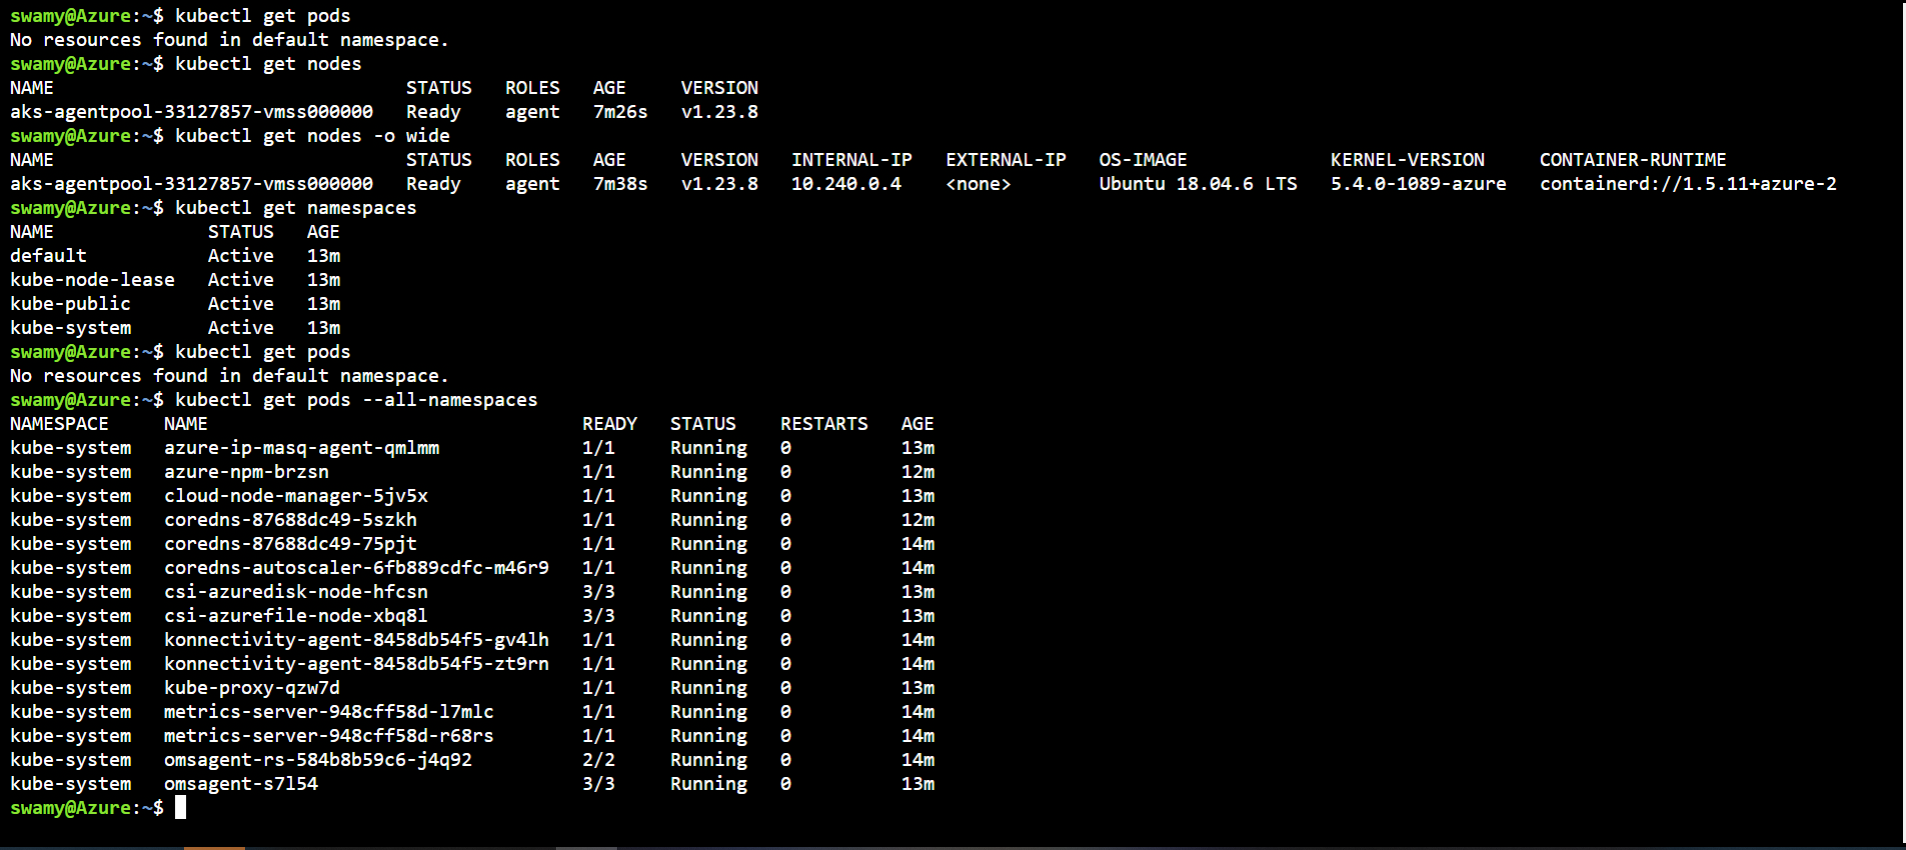 swamy@Azure:~$ kubectl get pods
No resources found in default namespace.
swamy@Azure:~$ kubectl get nodes
NAME                                STATUS   ROLES   AGE     VERSION
aks-agentpool-33127857-vmss000000   Ready    agent   7m26s   v1.23.8
swamy@Azure:~$ kubectl get nodes -o wide
NAME                                STATUS   ROLES   AGE     VERSION   INTERNAL-IP   EXTERNAL-IP   OS-IMAGE             KERNEL-VERSION     CONTAINER-RUNTIME
aks-agentpool-33127857-vmss000000   Ready    agent   7m38s   v1.23.8   10.240.0.4    <none>        Ubuntu 18.04.6 LTS   5.4.0-1089-azure   containerd://1.5.11+azure-2
swamy@Azure:~$ kubectl get namespaces
NAME              STATUS   AGE
default           Active   13m
kube-node-lease   Active   13m
kube-public       Active   13m
kube-system       Active   13m
swamy@Azure:~$ kubectl get pods
No resources found in default namespace.
swamy@Azure:~$ kubectl get pods --all-namespaces
NAMESPACE     NAME                                  READY   STATUS    RESTARTS   AGE
kube-system   azure-ip-masq-agent-qmlmm             1/1     Running   0          13m
kube-system   azure-npm-brzsn                       1/1     Running   0          12m
kube-system   cloud-node-manager-5jv5x              1/1     Running   0          13m
kube-system   coredns-87688dc49-5szkh               1/1     Running   0          12m
kube-system   coredns-87688dc49-75pjt               1/1     Running   0          14m
kube-system   coredns-autoscaler-6fb889cdfc-m46r9   1/1     Running   0          14m
kube-system   csi-azuredisk-node-hfcsn              3/3     Running   0          13m
kube-system   csi-azurefile-node-xbq8l              3/3     Running   0          13m
kube-system   konnectivity-agent-8458db54f5-gv4lh   1/1     Running   0          14m
kube-system   konnectivity-agent-8458db54f5-zt9rn   1/1     Running   0          14m
kube-system   kube-proxy-qzw7d                      1/1     Running   0          13m
kube-system   metrics-server-948cff58d-l7mlc        1/1     Running   0          14m
kube-system   metrics-server-948cff58d-r68rs        1/1     Running   0          14m
kube-system   omsagent-rs-584b8b59c6-j4q92          2/2     Running   0          14m
kube-system   omsagent-s7l54                        3/3     Running   0          13m
swamy@Azure:~$